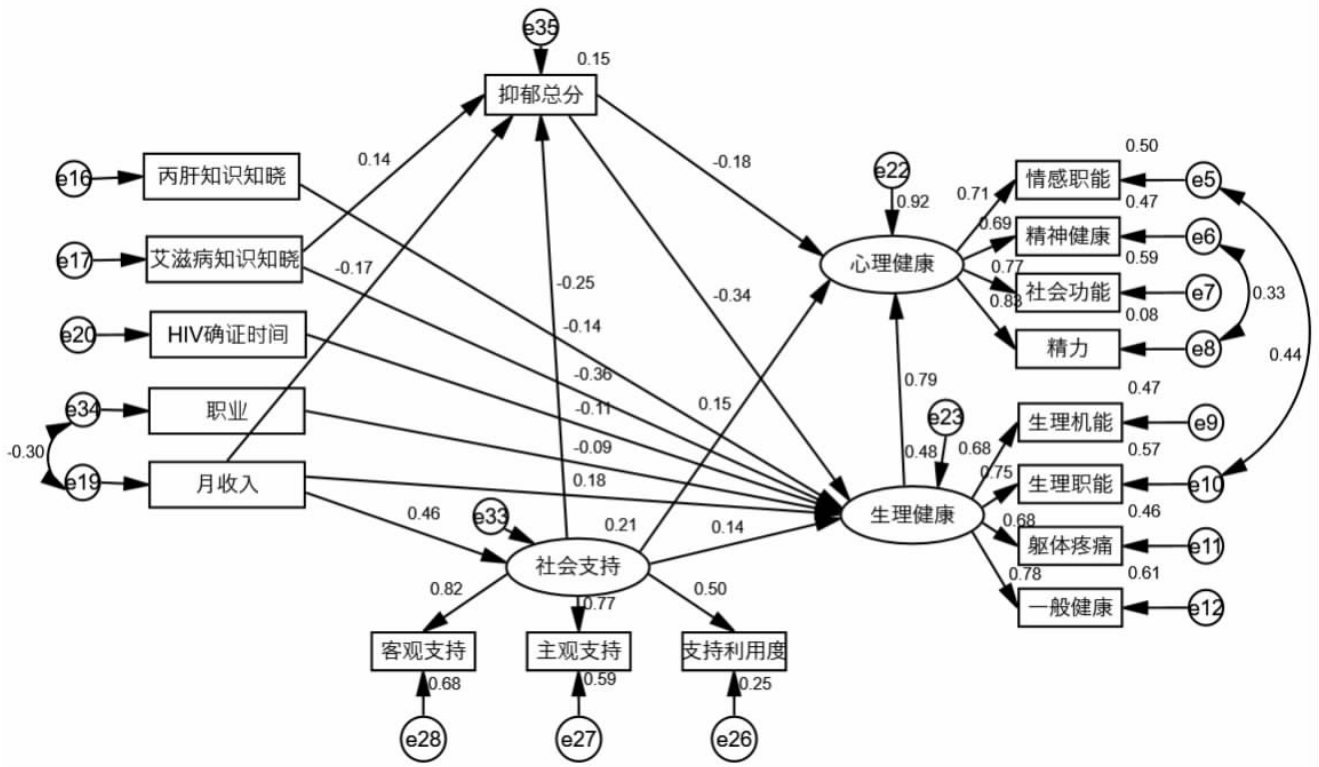 e35
0.15
抑郁总分
0.14
-0.18
e16
丙肝知识知晓
e22
0.92
0.50
0.71
情感职能
e5
0.47
0.69
精神健康
e6
e17
艾滋病知识知晓
-0.17
-0.25
-0.34
心理健康
0.59
0.77
社会功能
e7
0.33
0.83
0.08
e20
HIV确证时间
-0.14
精力
e8
0.44
-0.36
0.79
0.15
0.47
e34
职业
-0.11
e23
生理机能
e9
-0.30
-0.09
0.48
0.68
0.57
0.18
0.75
e19
月收入
生理职能
e10
0.46
e33
0.21
0.14
生理健康
0.46
0.68
躯体疼痛
e11
社会支持
0.78
0.61
0.82
0.77
0.50
一般健康
e12
客观支持
主观支持
支持利用度
0.68
0.59
0.25
e28
e27
e26